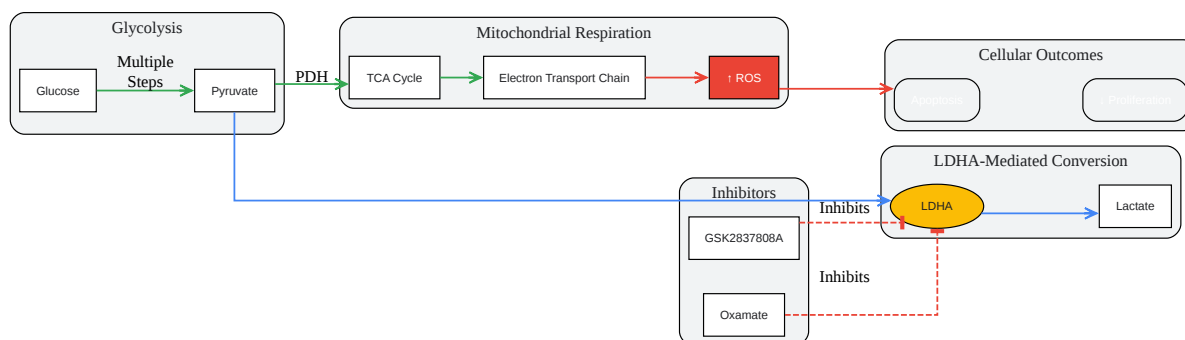 Glycolysis
Multiple
Steps
Glucose
Pyruvate
PDH
Mitochondrial Respiration
TCA Cycle
Electron Transport Chain
↑ ROS
Cellular Outcomes
Apoptosis
↓ Proliferation
LDHA-Mediated Conversion
LDHA
Lactate
Inhibitors
Inhibits
GSK2837808A
Inhibits
Oxamate